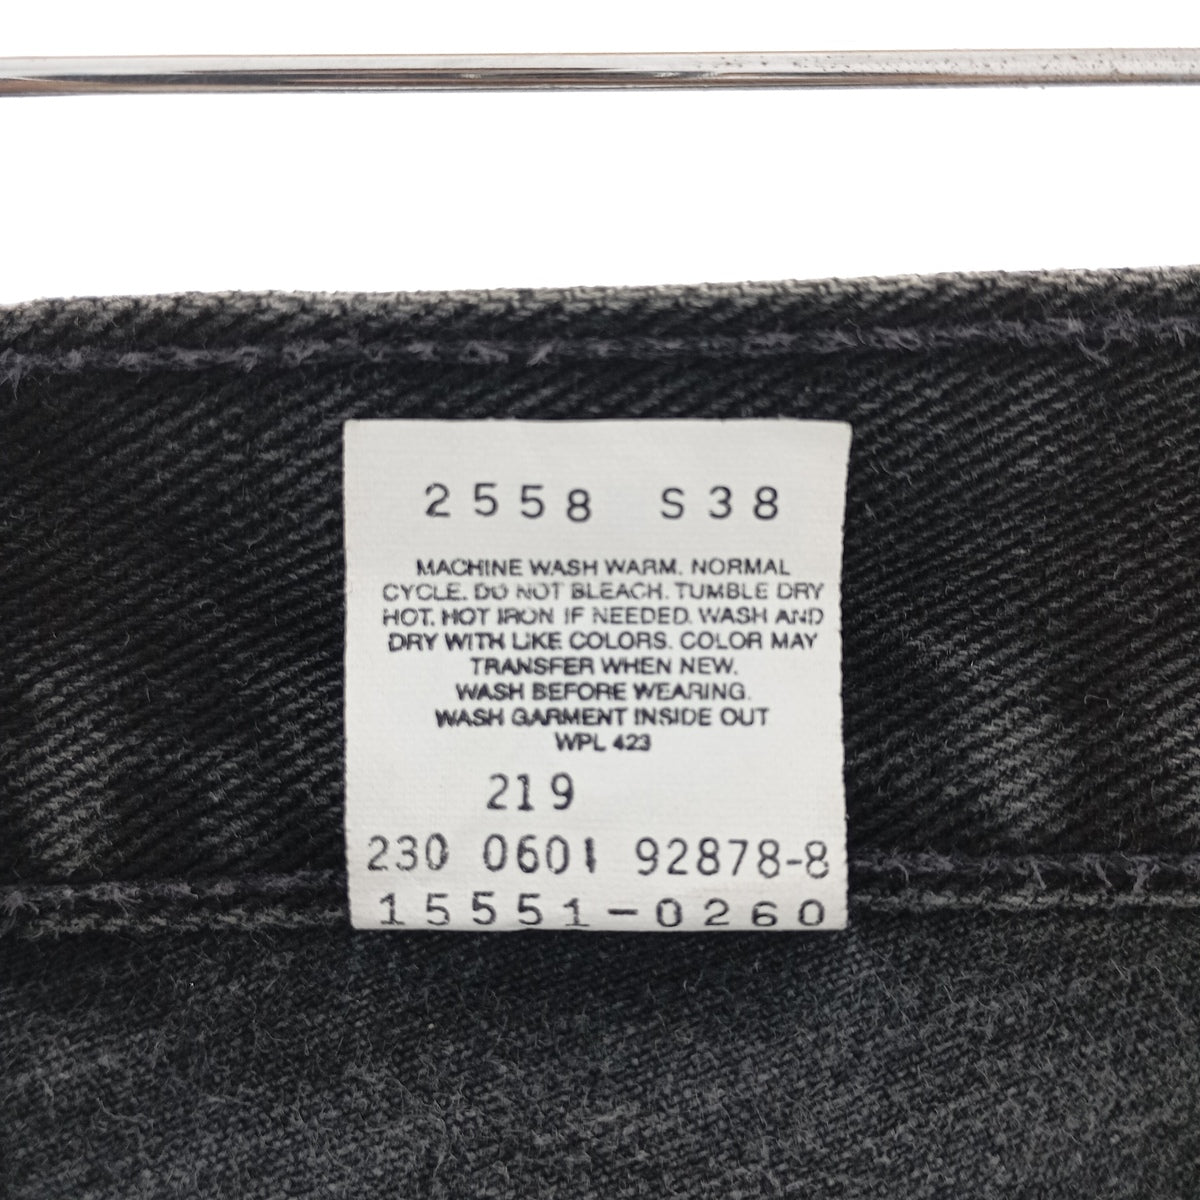 2558 S38
MACHINE WASH WARM. NORMAL
CYCLE. DO NOT BLEACH. TUMBLE DRY
HOT. HOT IRON IF NEEDED. WASH AND
DRY WITH LIKE COLORS. COLOR MAY
TRANSFER WHEN NEW.
WASH BEFORE WEARING.
WASH GARMENT INSIDE OUT
WPL 423
219
230 0601 92878-8
15551-0260